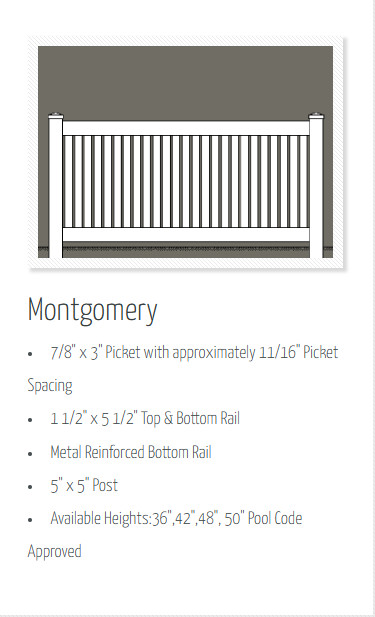 Montgomery
• 7/8" x 3" Picket with approximately 11/16" Picket
Spacing
• 1 1/2" x 5 1/2" Top & Bottom Rail
• Metal Reinforced Bottom Rail
• 5" x 5" Post
• Available Heights:36",42",48", 50" Pool Code
Approved